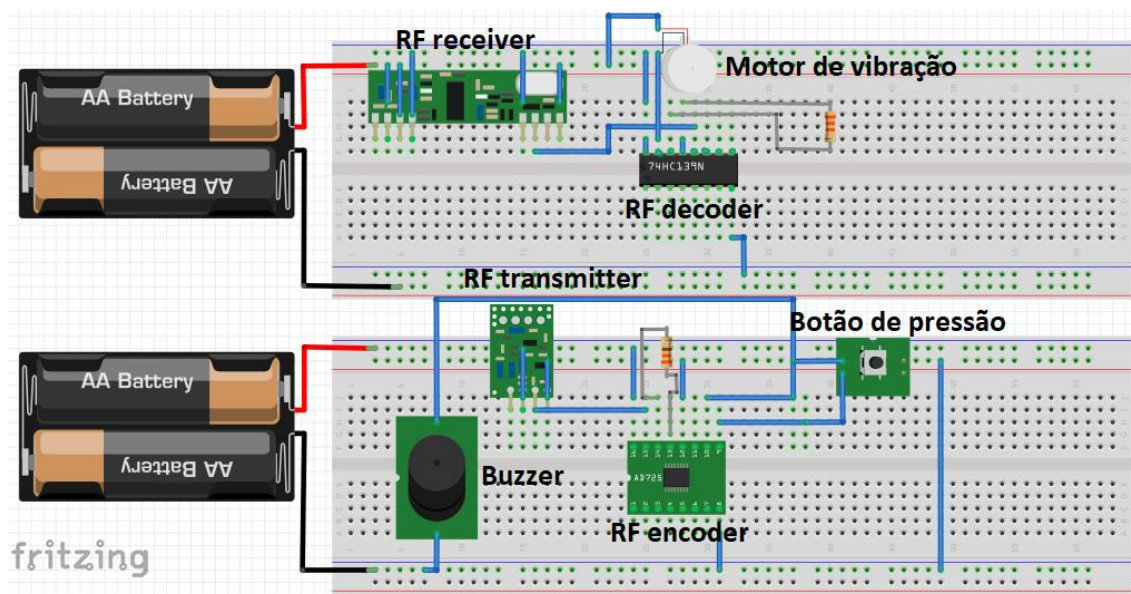 RF receiver
Motor de vibração
AA Battery
AA Battery
74HC139N
RF decoder
RF transmitter
Botão de pressão
AA Battery
AA Battery
Buzzer
AD725
RF encoder
fritzing